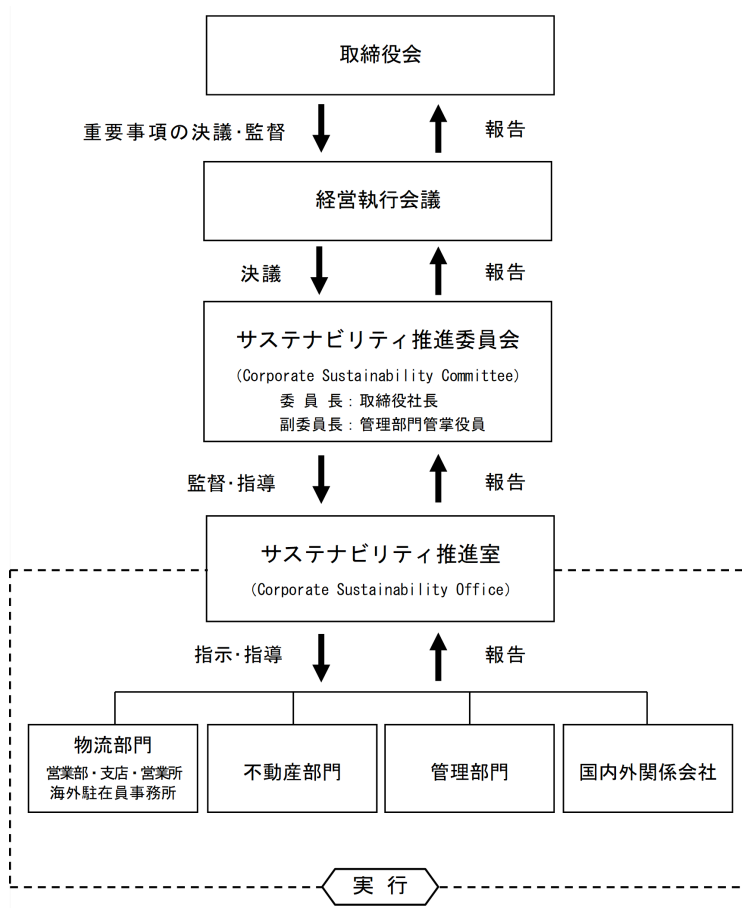 取締役会
重要事項の決議･監督
報告
経営執行会議
決議
報告
サステナビリティ推進委員会
(Corporate Sustainability Committee)
委 員 長：取締役社長
副委員長：管理部門管掌役員
監督･指導
報告
サステナビリティ推進室
(Corporate Sustainability Office)
指示･指導
報告
物流部門
営業部・支店・営業所
海外駐在員事務所
不動産部門
管理部門
国内外関係会社
実 行